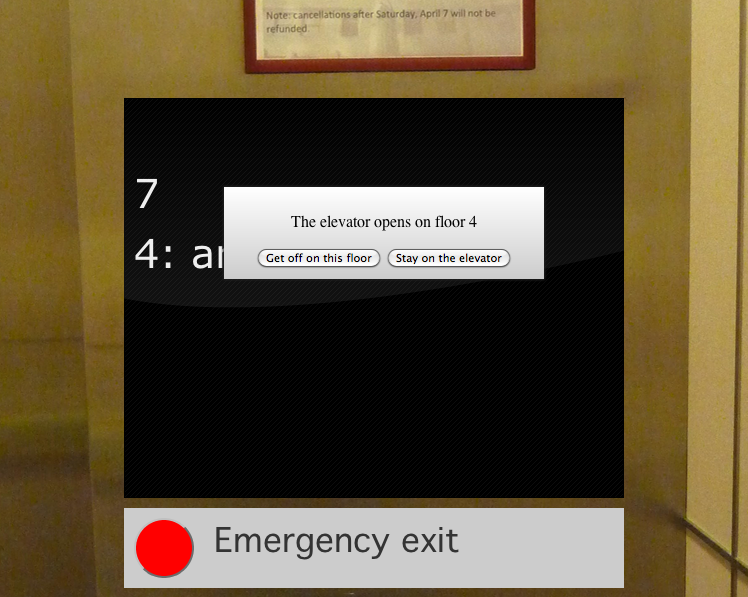 Note: cancellations after Saturday, April 7 will not be
refunded.
7
The elevator opens on floor 4
4:
Get off on this floor
Stay on the elevator
Emergency exit